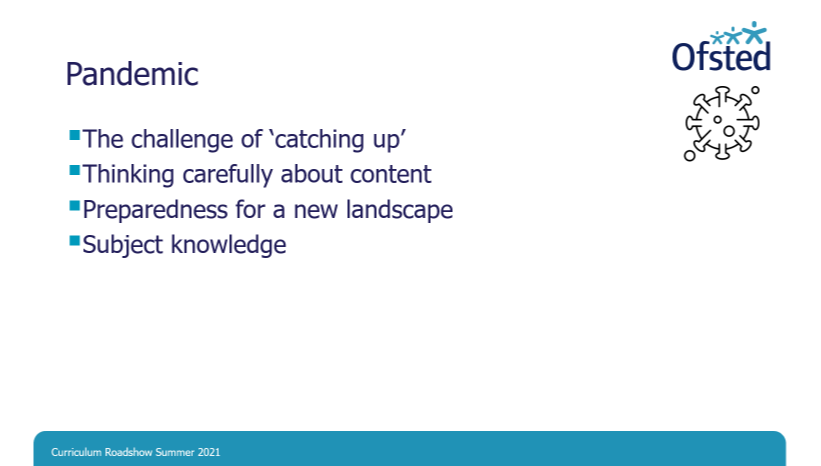 Ofsted
Pandemic
The challenge of ‘catching up’
Thinking carefully about content
Preparedness for a new landscape
Subject knowledge
Curriculum Roadshow Summer 2021